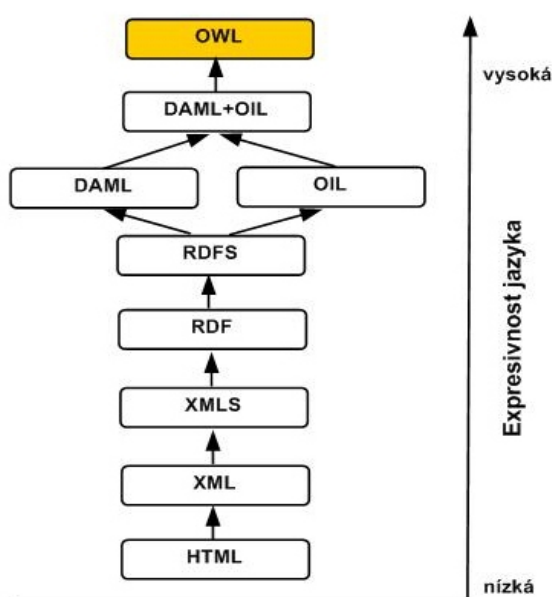 OWL
vysoká
DAML+OIL
DAML
OIL
RDFS
RDF
XMLS
XML
HTML
nízká
Expresivnost jazyka